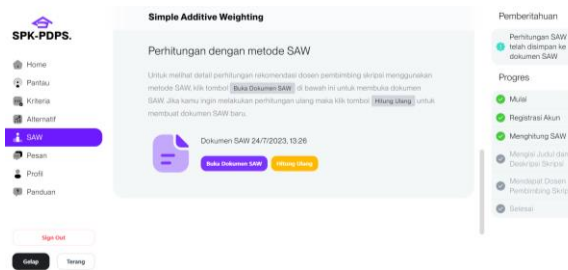 SPK-PDPS.
Home
Pantau
Kriteria
Alternatif
SAW
Pesan
Profil
Panduan
Sign Out
Gelap Terang
Simple Additive Weighting
Perhitungan dengan metode SAW
Untuk melihat detail perhitungan rekomendasi dosen pembimbing skripsi menggunakan
metode SAW, klik tombol Buka Dokumen SAW di bawah ini untuk membuka dokumen
SAW. Jika kamu ingin melakukan perhitungan ulang maka klik tombol Hitung Ulang untuk
membuat dokumen SAW baru.
Dokumen SAW 24/7/2023, 13.26
Buka Dokumen SAW Hitung Ulang
Pemberitahuan
Perhitungan SAW
telah disimpan ke
dokumen SAW
Progres
Mulai
Registrasi Akun
Menghitung SAW
Mengisi Judul dan
Deskripsi Skripsi
Mendapat Dosen
Pembimbing Skrip
Selesai